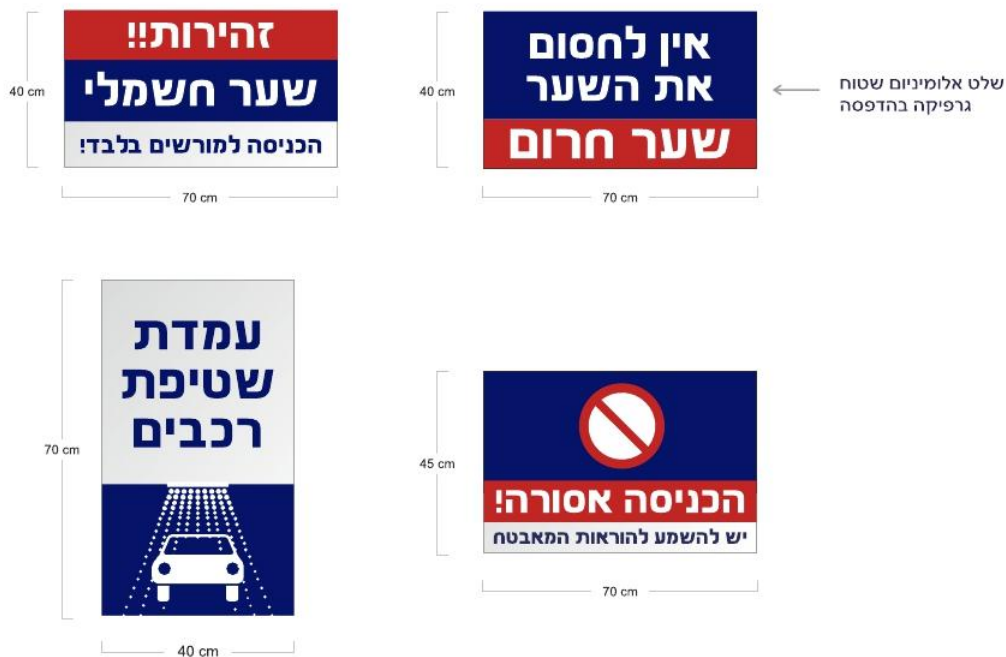 זהירות!!
שער חשמלי
הכניסה למורשים בלבד!
40 cm
70 cm
אין לחסום
את השער
שער חרום
40 cm
70 cm
שלט אלומיניום שטוח
גרפיקה בהדפסה
עמדת
שטיפת
רכבים
70 cm
40 cm
הכניסה אסורה!
יש להשמע להוראות המאבטח
45 cm
70 cm